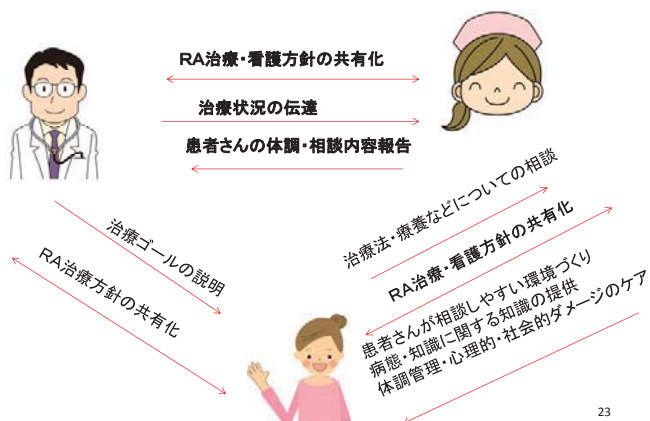 RA治療・看護方針の共有化
治療状況の伝達
患者さんの体調・相談内容報告
治療ゴールの説明
RA治療方針の共有化
治療法・療養などについての相談
RA治療・看護方針の共有化
患者さんが相談しやすい環境づくり
病態・知識に関する知識の提供
体調管理・心理的・社会的ダメージのケア
23